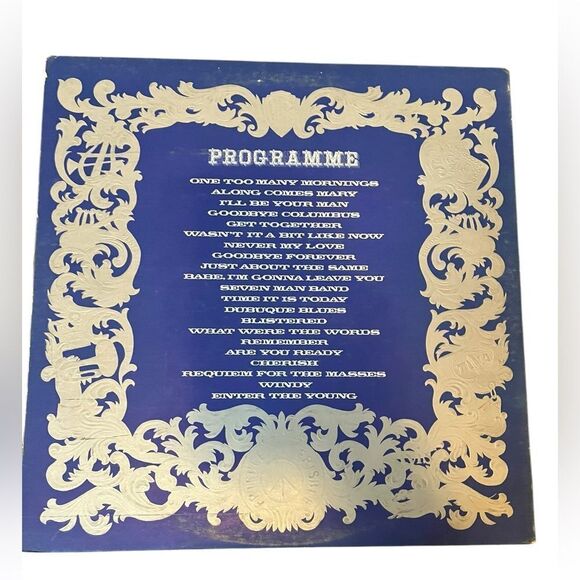 PROGRAMME
ONE TOO MANY MORNINGS
ALONG COMES MARY
I'LL BE YOUR MAN
GOODBYE COLUMBUS
GET TOGETHER
WASN'T IT A BIT LIKE NOW
NEVER MY LOVE
GOODBYE FOREVER
JUST ABOUT THE SAME
BABE, I'M GONNA LEAVE YOU
SEVEN MAN BAND
TIME IT IS TODAY
DUBUQUE BLUES
BLISTERED
WHAT WERE THE WORDS
REMEMBER
ARE YOU READY
CHERISH
REQUIEM FOR THE MASSES
WINDY
ENTER THE YOUNG